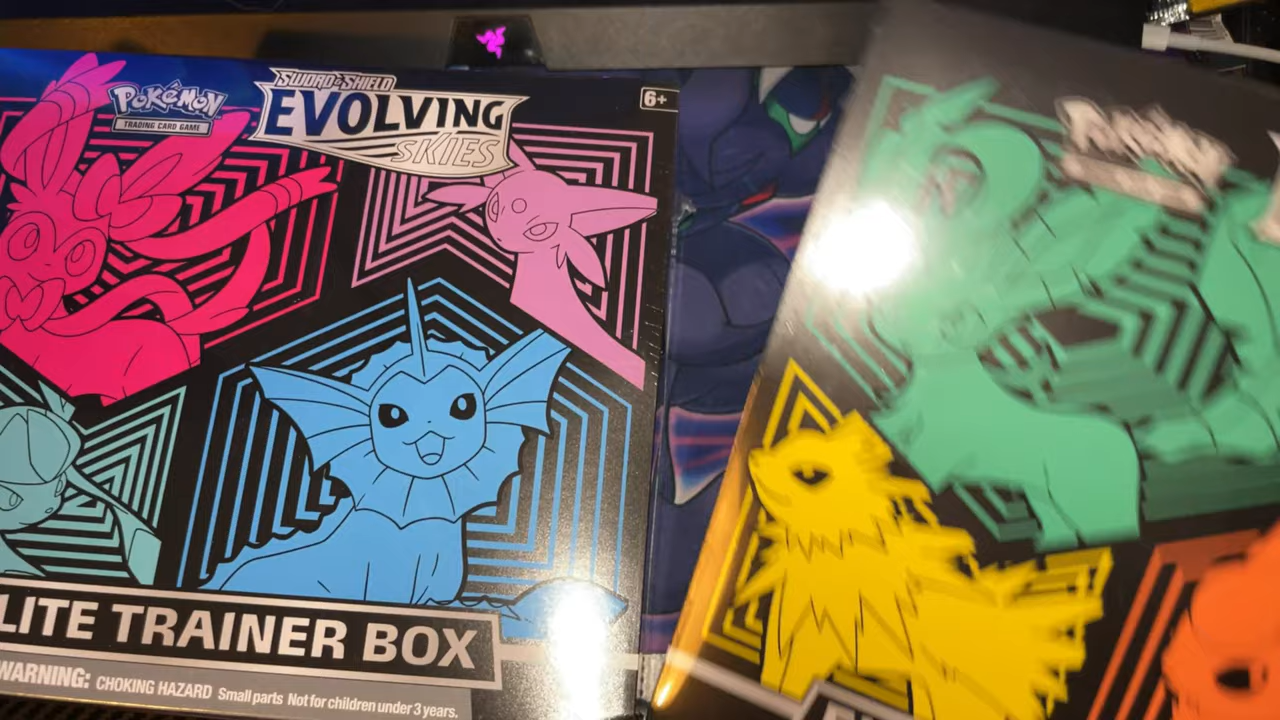 POKÉMON
TRADING CARD GAME
SWORD & SHIELD
EVOLVING
SKIES
6+
LITE TRAINER BOX
WARNING: CHOKING HAZARD Small parts Not for children under 3 years.
Pokémon